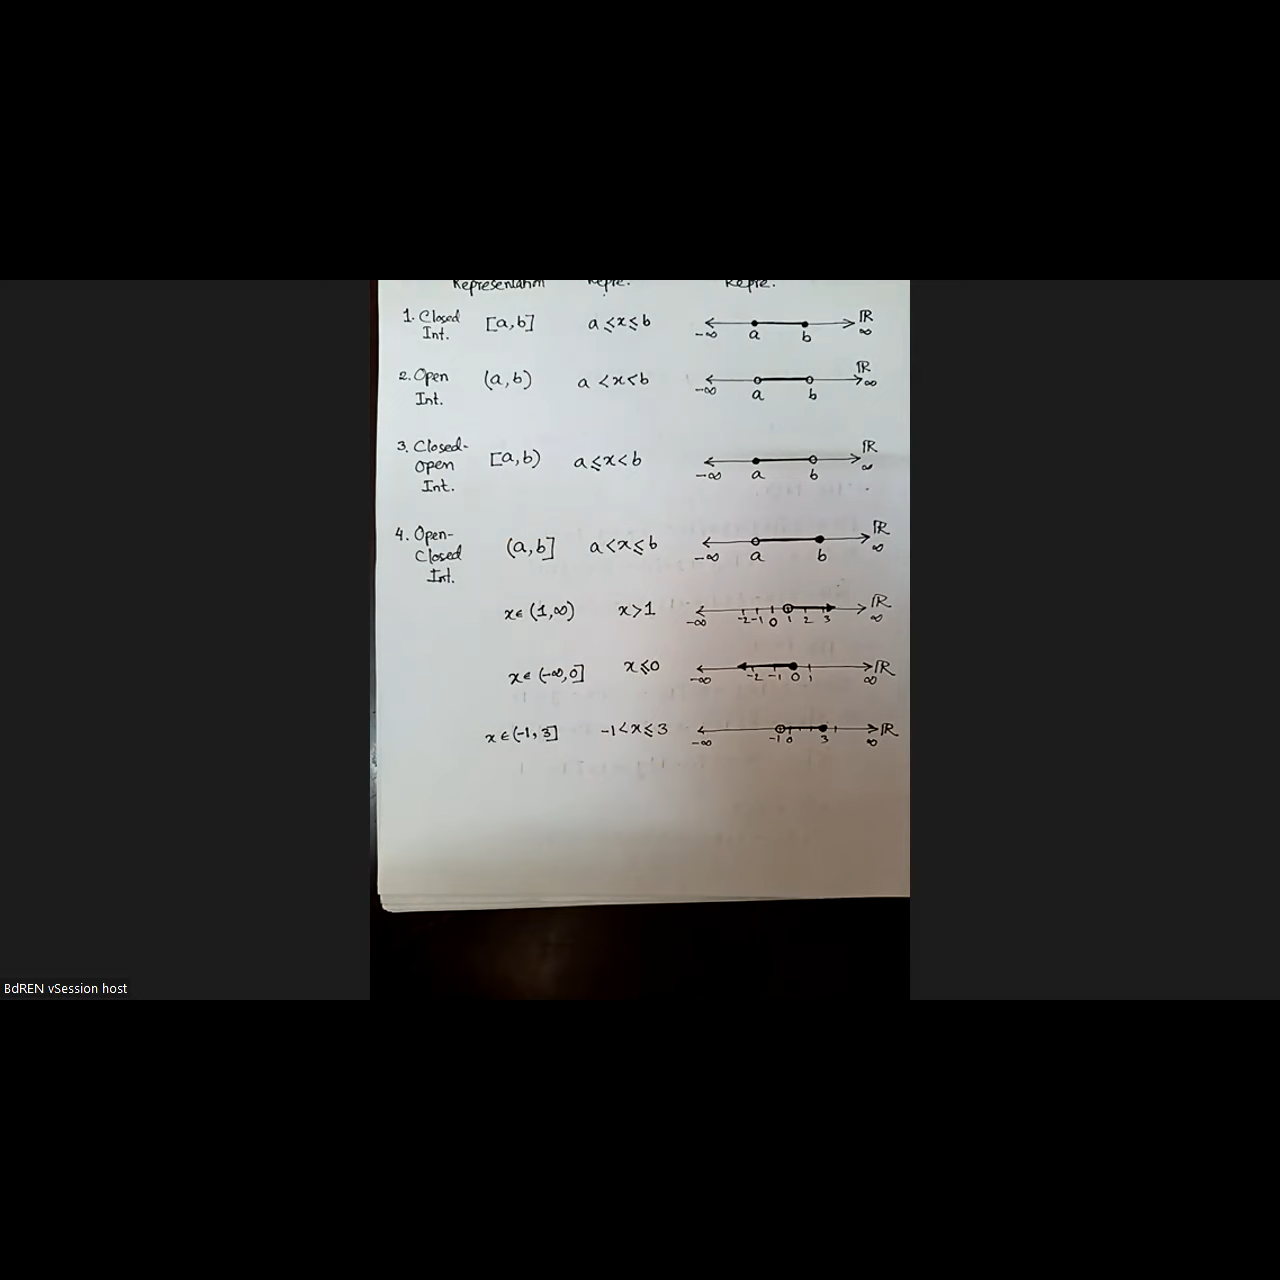 Representation Repre. Repre.
1. Closed Int. [a,b] a≤x≤b -∞ a b ℝ ∞
2. Open Int. (a,b) a<x<b -∞ a b ℝ ∞
3. Closed-Open Int. [a,b) a≤x<b -∞ a b ℝ ∞
4. Open-Closed Int. (a,b] a<x≤b -∞ a b ℝ ∞
x∈(1,∞) x>1 -∞ -2 -1 0 1 2 3 ℝ ∞
x∈(-∞,0] x≤0 -∞ -2 -1 0 1 ∞ ℝ
x∈(-1,3] -1<x≤3 -∞ -1 0 3 ∞ ℝ
BdREN vSession host